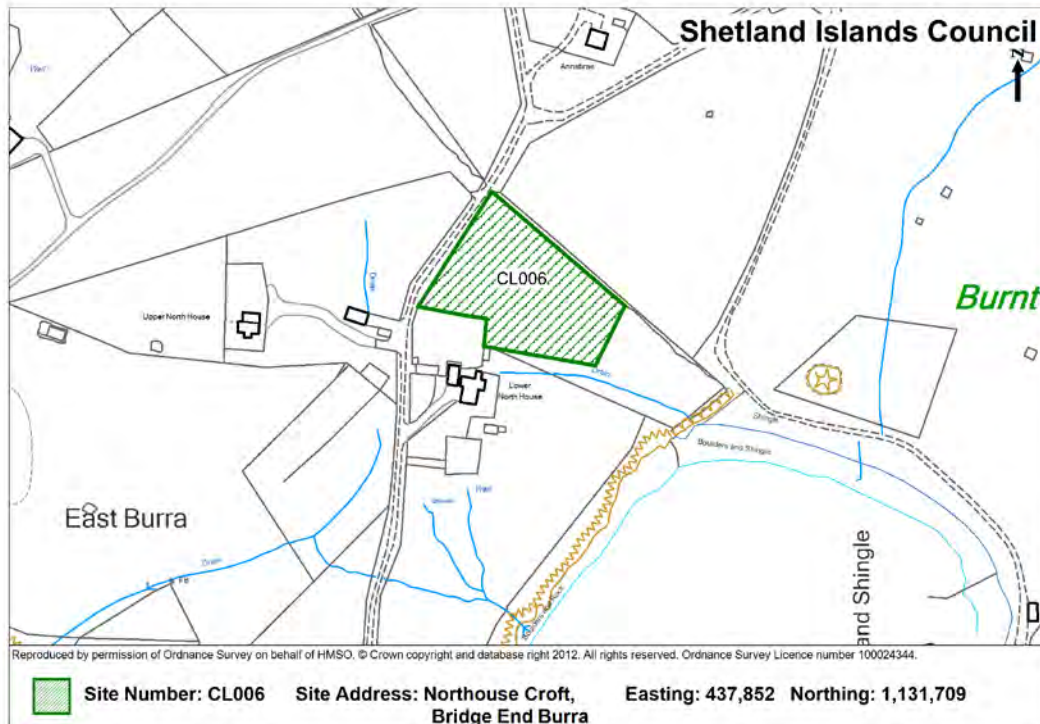 Shetland Islands Council
N
Annabrae
CL006
Drain
Upper North House
Burnt
Lower
North House
Drain
Shingle
Boulders and Shingle
East Burra
Drain
FB
and Shingle
Reproduced by permission of Ordnance Survey on behalf of HMSO. © Crown copyright and database right 2012. All rights reserved. Ordnance Survey Licence number 100024344.
Site Number: CL006 Site Address: Northouse Croft, Easting: 437,852 Northing: 1,131,709
Bridge End Burra